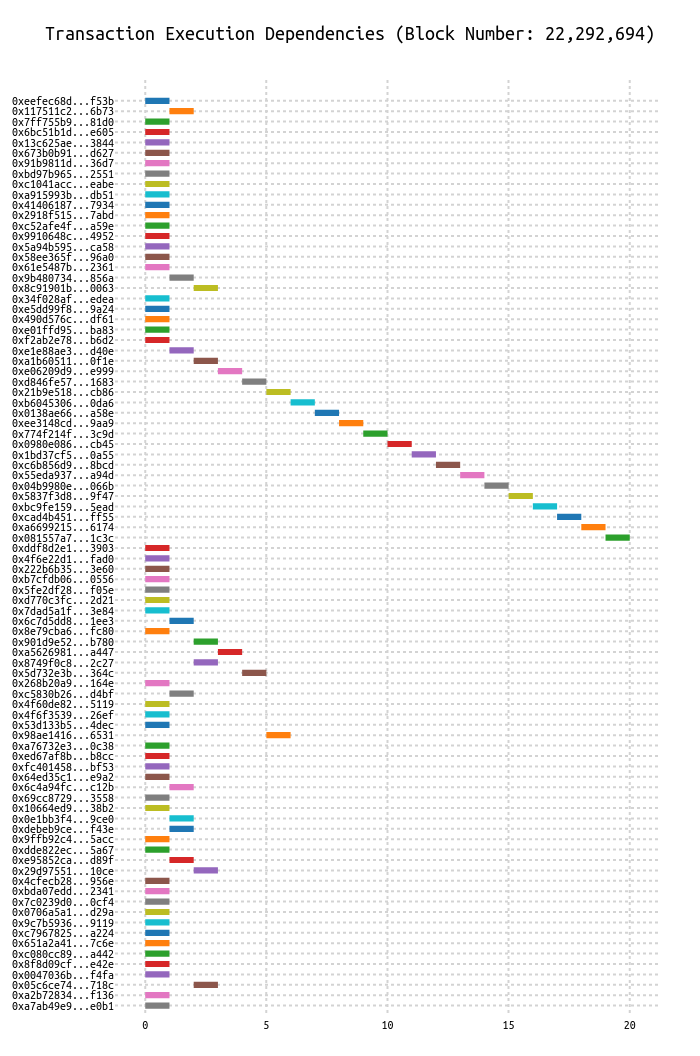 Transaction Execution Dependencies (Block Number: 22,292,694)
0xeefec68d...f53b
0x117511c2...6b73
0x7ff755b9...81d0
0x6bc51b1d...e605
0x13c625ae...3844
0x673b0b91...d627
0x91b9811d...36d7
0xbd97b965...2551
0xc1041acc...eabe
0xa915993b...db51
0x41406187...7934
0x2918f515...7abd
0xc52afe4f...a59e
0x9910648c...4952
0x5a94b595...ca58
0x58ee365f...96a0
0x61e5487b...2361
0x9b480734...856a
0x8c91901b...0063
0x34f028af...edea
0xe5dd99f8...9a24
0x490d576c...df61
0xe01ffd95...ba83
0xf2ab2e78...b6d2
0xe1e88ae3...d40e
0xa1b60511...0f1e
0xe06209d9...e999
0xd846fe57...1683
0x21b9e518...cb86
0xb6045306...0da6
0x0138ae66...a58e
0xee3148cd...9aa9
0x774f214f...3c9d
0x0980e086...cb45
0x1bd37cf5...0a55
0xc6b856d9...8bcd
0x55eda937...a94d
0x04b9980e...066b
0x5837f3d8...9f47
0xbc9fe159...5ead
0xcad4b451...ff55
0xa6699215...6174
0x081557a7...1c3c
0xddf8d2e1...3903
0x4f6e22d1...fad0
0x222b6b35...3e60
0xb7cfdb06...0556
0x5fe2df28...f05e
0xd770c3fc...2d21
0x7dad5a1f...3e84
0x6c7d5dd8...1ee3
0x8e79cba6...fc80
0x901d9e52...b780
0xa5626981...a447
0x8749f0c8...2c27
0x5d732e3b...364c
0x268b20a9...164e
0xc5830b26...d4bf
0x4f60de82...5119
0x4f6f3539...26ef
0x53d133b5...4dec
0x98ae1416...6531
0xa76732e3...0c38
0xed67af8b...b8cc
0xfc401458...bf53
0x64ed35c1...e9a2
0x6c4a94fc...c12b
0x69cc8729...3558
0x10664ed9...38b2
0x0e1bb3f4...9ce0
0xdebeb9ce...f43e
0x9ffb92c4...5acc
0xdde822ec...5a67
0xe95852ca...d89f
0x29d97551...10ce
0x4cfecb28...956e
0xbda07edd...2341
0x7c0239d0...0cf4
0x0706a5a1...d29a
0x9c7b5936...9119
0xc7967825...a224
0x651a2a41...7c6e
0xc080cc89...a442
0x8f8d09cf...e42e
0x0047036b...f4fa
0x05c6ce74...718c
0xa2b72834...f136
0xa7ab49e9...e0b1
0 5 10 15 20